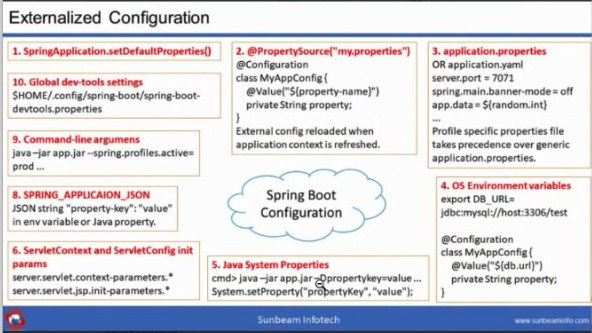 Externalized Configuration
1. SpringApplication.setDefaultProperties()
10. Global dev-tools settings
$HOME/.config/spring-boot/spring-boot-
devtools.properties
9. Command-line argumens
java –jar app.jar --spring.profiles.active=
prod ...
8. SPRING_APPLICAION_JSON
JSON string "property-key": "value"
in env variable or Java property.
6. ServletContext and ServletConfig init
params
server.servlet.context-parameters.*
server.servlet.jsp.init-parameters.*
2. @PropertySource("my.properties")
@Configuration
class MyAppConfig {
@Value("${property-name}")
private String property;
}
External config reloaded when
application context is refreshed.
Spring Boot
Configuration
5. Java System Properties
cmd> java –jar app.jar –Dpropertykey=value ...
System.setProperty("propertyKey", "value");
3. application.properties
OR application.yaml
server.port = 7071
spring.main.banner-mode = off
app.data = ${random.int}
...
Profile specific properties file
takes precedence over generic
application.properties.
4. OS Environment variables
export DB_URL=
jdbc:mysql://host:3306/test
@Configuration
class MyAppConfig {
@Value("${db.url}")
private String property;
}
Sunbeam Infotech
www.sunbeaminfo.com